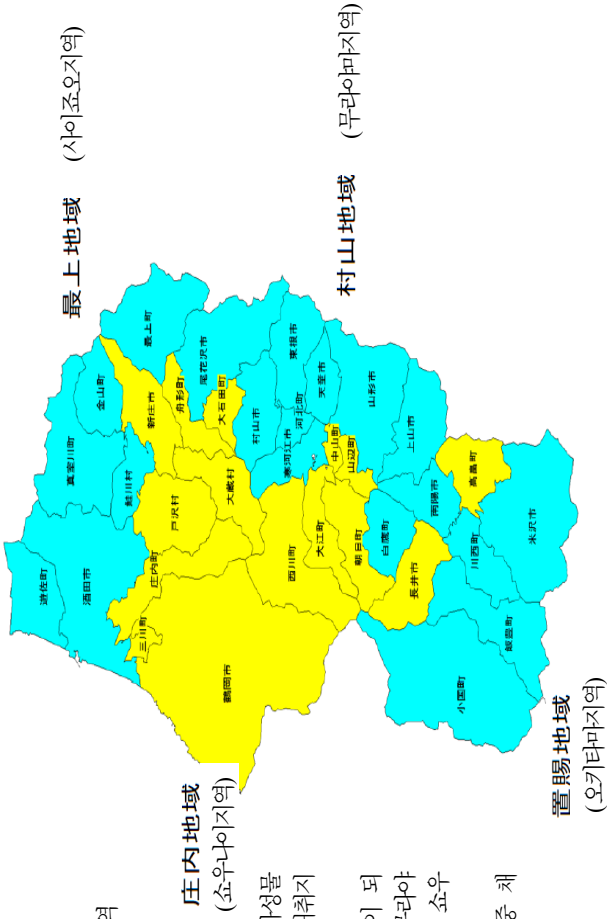 最上地域
(사이죠오지역)
村山地域
(무라야마지역)
庄内地域
(쇼우나이지역)
置賜地域
(오키타마지역)
遊佐町
酒田市
真室川町
金山町
最上町
鮭川村
新庄市
舟形町
戸沢村
大蔵村
庄内町
三川町
鶴岡市
尾花沢市
大石田町
村山市
東根市
河北町
寒河江市
天童市
西川町
大江町
中山町
山辺町
山形市
朝日町
上山市
白鷹町
長井市
南陽市
高畠町
川西町
米沢市
飯豊町
小国町
역
이 되
쇼우
채